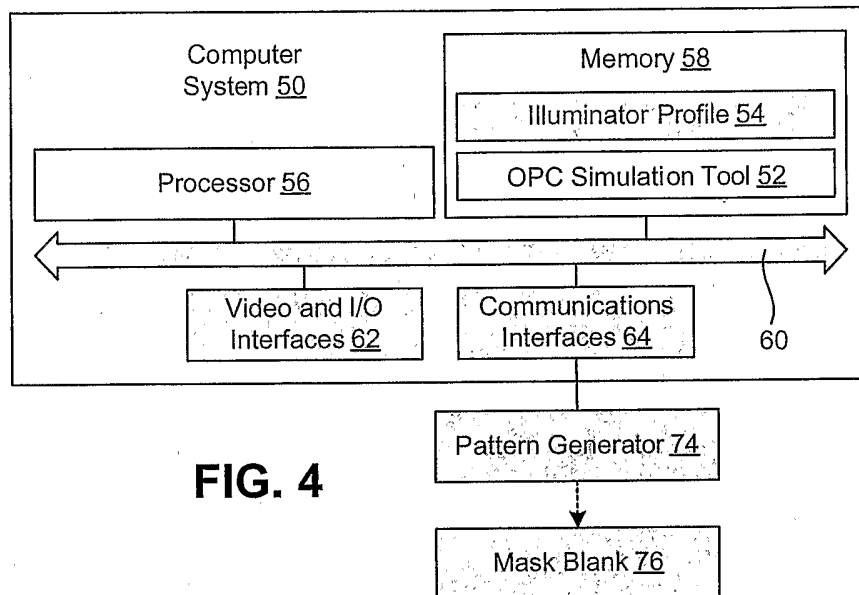 Computer
System 50
Memory 58
Illuminator Profile 54
OPC Simulation Tool 52
Processor 56
Video and I/O
Interfaces 62
Communications
Interfaces 64
60
Pattern Generator 74
FIG. 4
Mask Blank 76